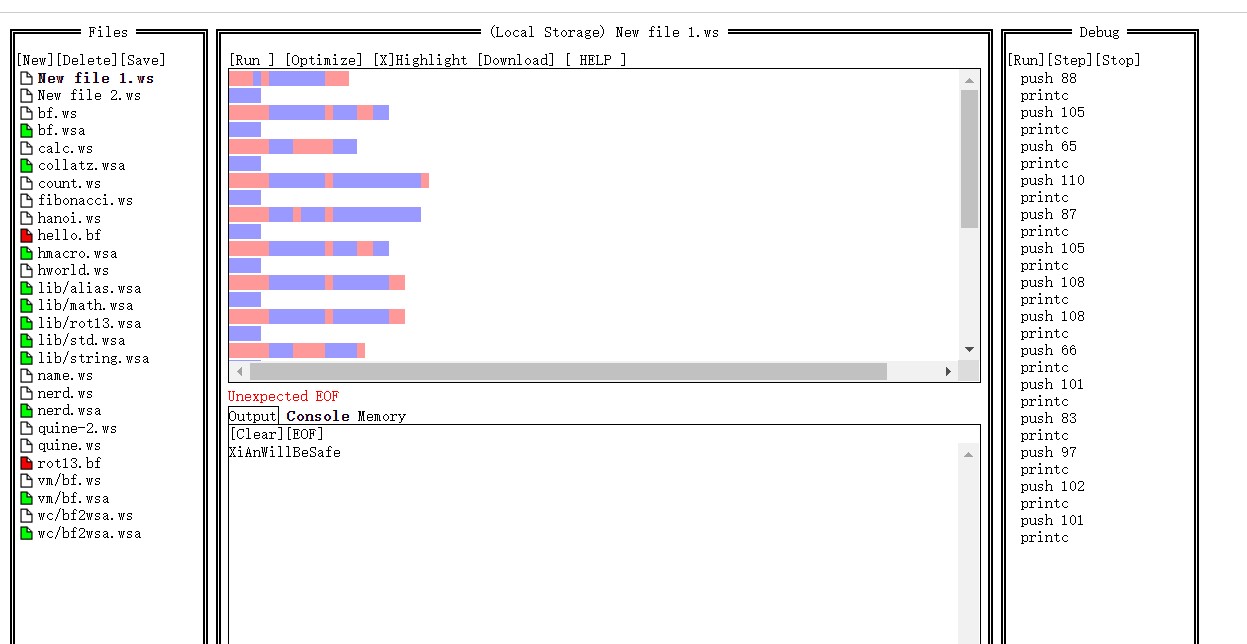 Files
[New][Delete][Save]
New file 1.ws
New file 2.ws
bf.ws
bf.wsa
calc.ws
collatz.wsa
count.ws
fibonacci.ws
hanoi.ws
hello.bf
hmacro.wsa
hworld.ws
lib/alias.wsa
lib/math.wsa
lib/rot13.wsa
lib/std.wsa
lib/string.wsa
name.ws
nerd.ws
nerd.wsa
quine-2.ws
quine.ws
rot13.bf
vm/bf.ws
vm/bf.wsa
wc/bf2wsa.ws
wc/bf2wsa.wsa
(Local Storage) New file 1.ws
[Run ] [Optimize] [X]Highlight [Download] [ HELP ]
Unexpected EOF
Output Console Memory
[Clear][EOF]
XiAnWillBeSafe
Debug
[Run][Step][Stop]
push 88
printc
push 105
printc
push 65
printc
push 110
printc
push 87
printc
push 105
printc
push 108
printc
push 108
printc
push 66
printc
push 101
printc
push 83
printc
push 97
printc
push 102
printc
push 101
printc